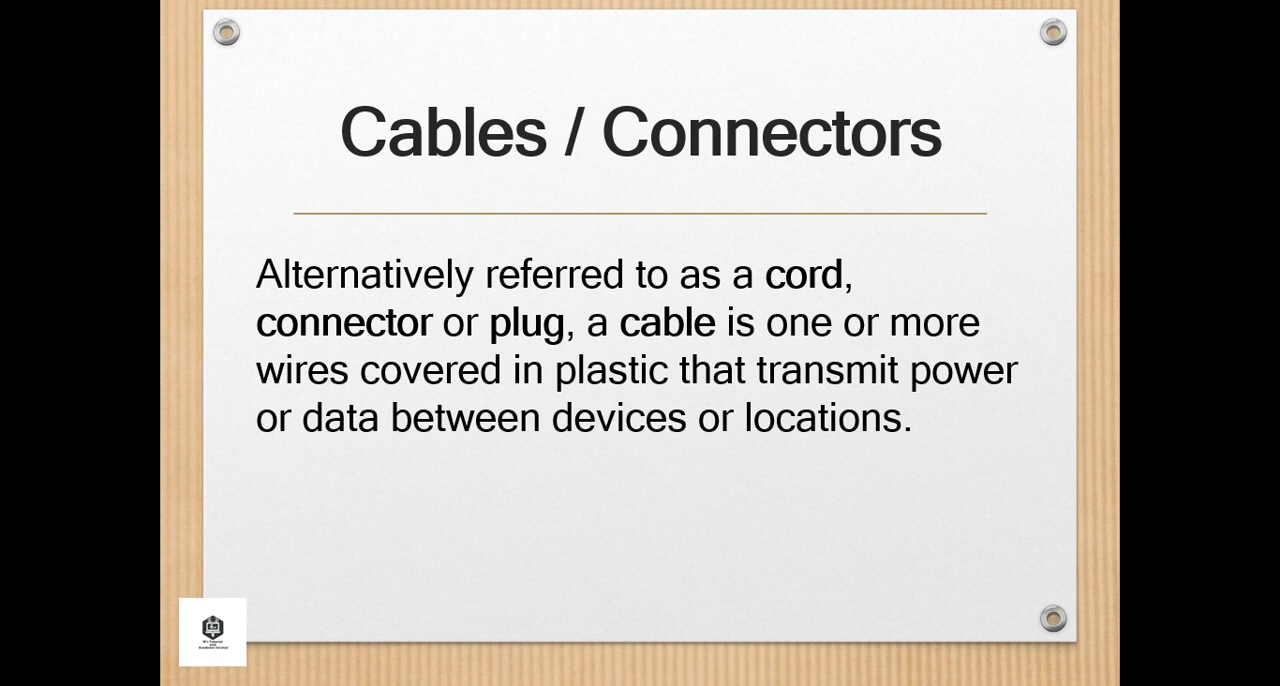 Cables / Connectors
Alternatively referred to as a cord,
connector or plug, a cable is one or more
wires covered in plastic that transmit power
or data between devices or locations.